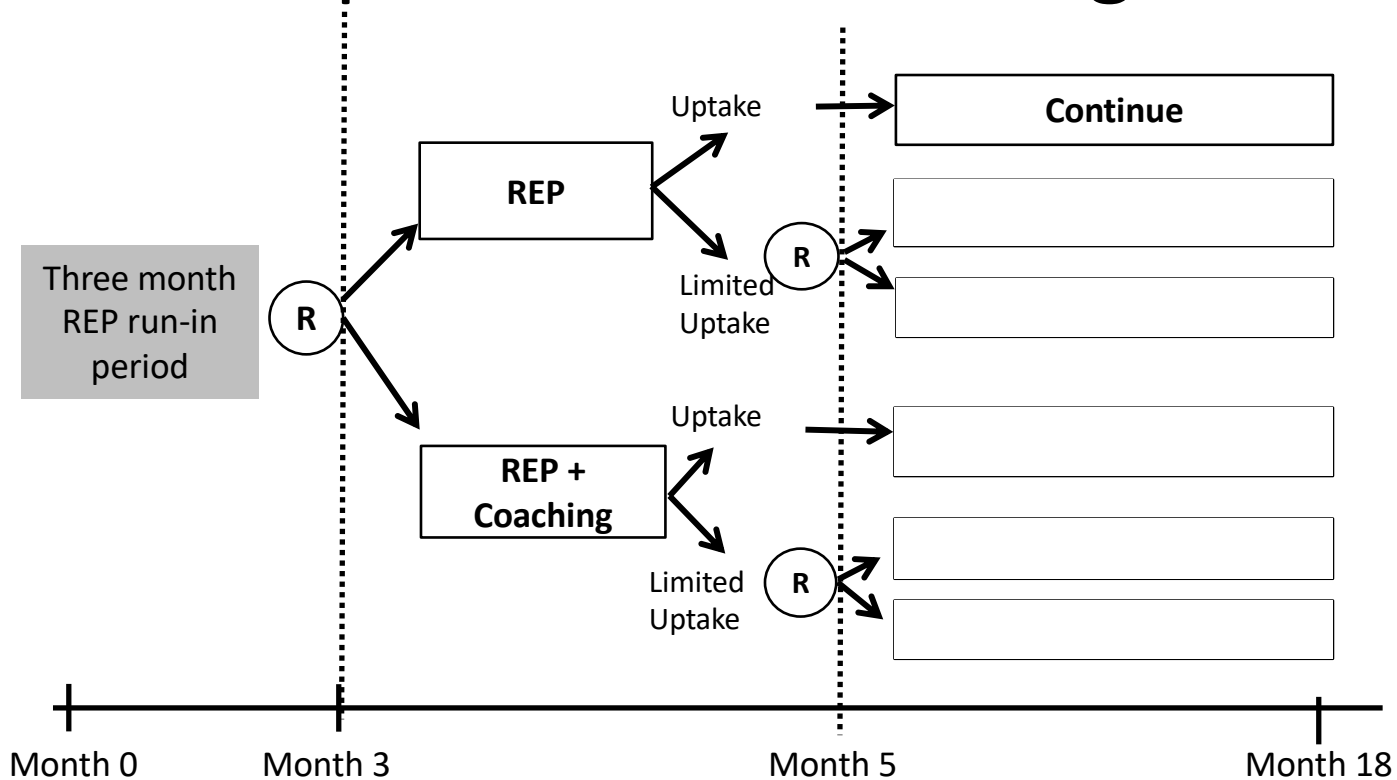 Uptake
Continue
REP
Three month
REP run-in
period
R
R
Limited
Uptake
Uptake
REP +
Coaching
R
Limited
Uptake
Month 0
Month 3
Month 5
Month 18